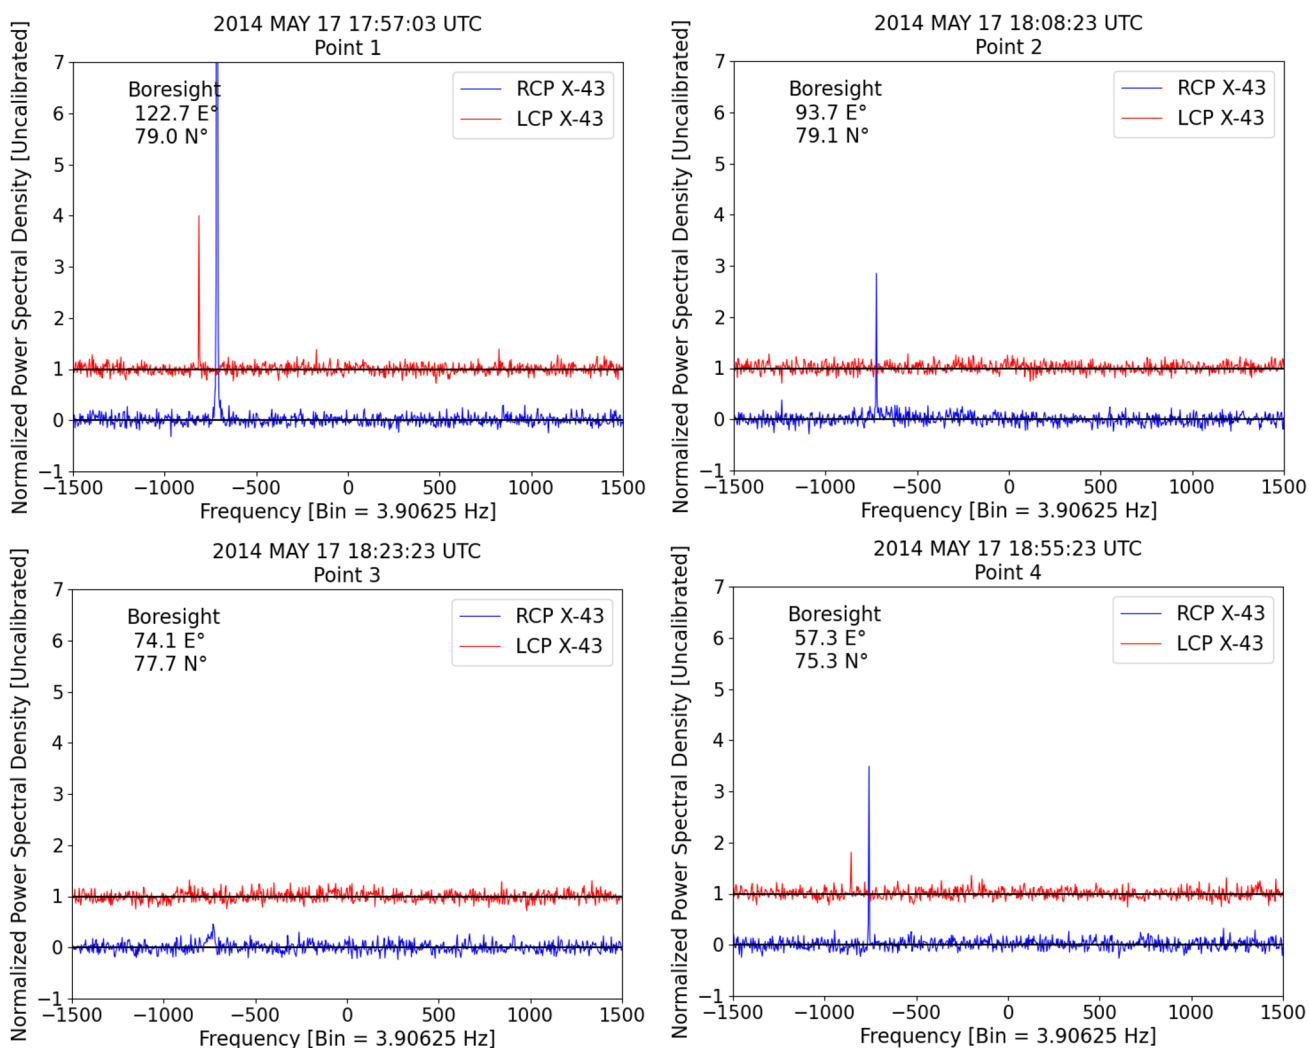 2014 MAY 17 17:57:03 UTC
Point 1
Normalized Power Spectral Density [Uncalibrated]
7
6
5
4
3
2
1
0
−1
Boresight
122.7 E°
79.0 N°
RCP X-43
LCP X-43
−1500 −1000 −500 0 500 1000 1500
Frequency [Bin = 3.90625 Hz]
2014 MAY 17 18:08:23 UTC
Point 2
Normalized Power Spectral Density [Uncalibrated]
7
6
5
4
3
2
1
0
−1
Boresight
93.7 E°
79.1 N°
RCP X-43
LCP X-43
−1500 −1000 −500 0 500 1000 1500
Frequency [Bin = 3.90625 Hz]
2014 MAY 17 18:23:23 UTC
Point 3
Normalized Power Spectral Density [Uncalibrated]
7
6
5
4
3
2
1
0
−1
Boresight
74.1 E°
77.7 N°
RCP X-43
LCP X-43
−1500 −1000 −500 0 500 1000 1500
Frequency [Bin = 3.90625 Hz]
2014 MAY 17 18:55:23 UTC
Point 4
Normalized Power Spectral Density [Uncalibrated]
7
6
5
4
3
2
1
0
−1
Boresight
57.3 E°
75.3 N°
RCP X-43
LCP X-43
−1500 −1000 −500 0 500 1000 1500
Frequency [Bin = 3.90625 Hz]